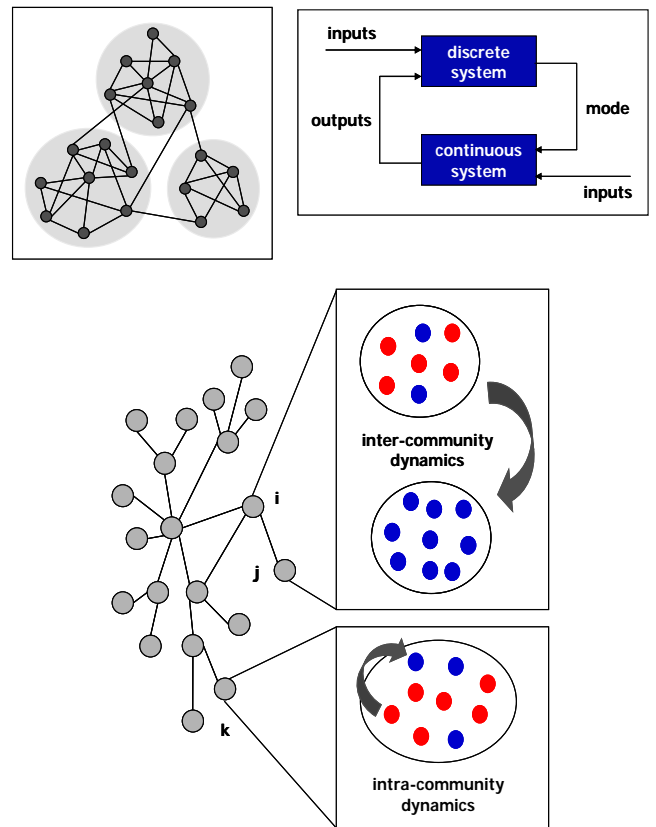 inputs
discrete
system
outputs
mode
continuous
system
inputs
inter-community
dynamics
i
j
k
intra-community
dynamics